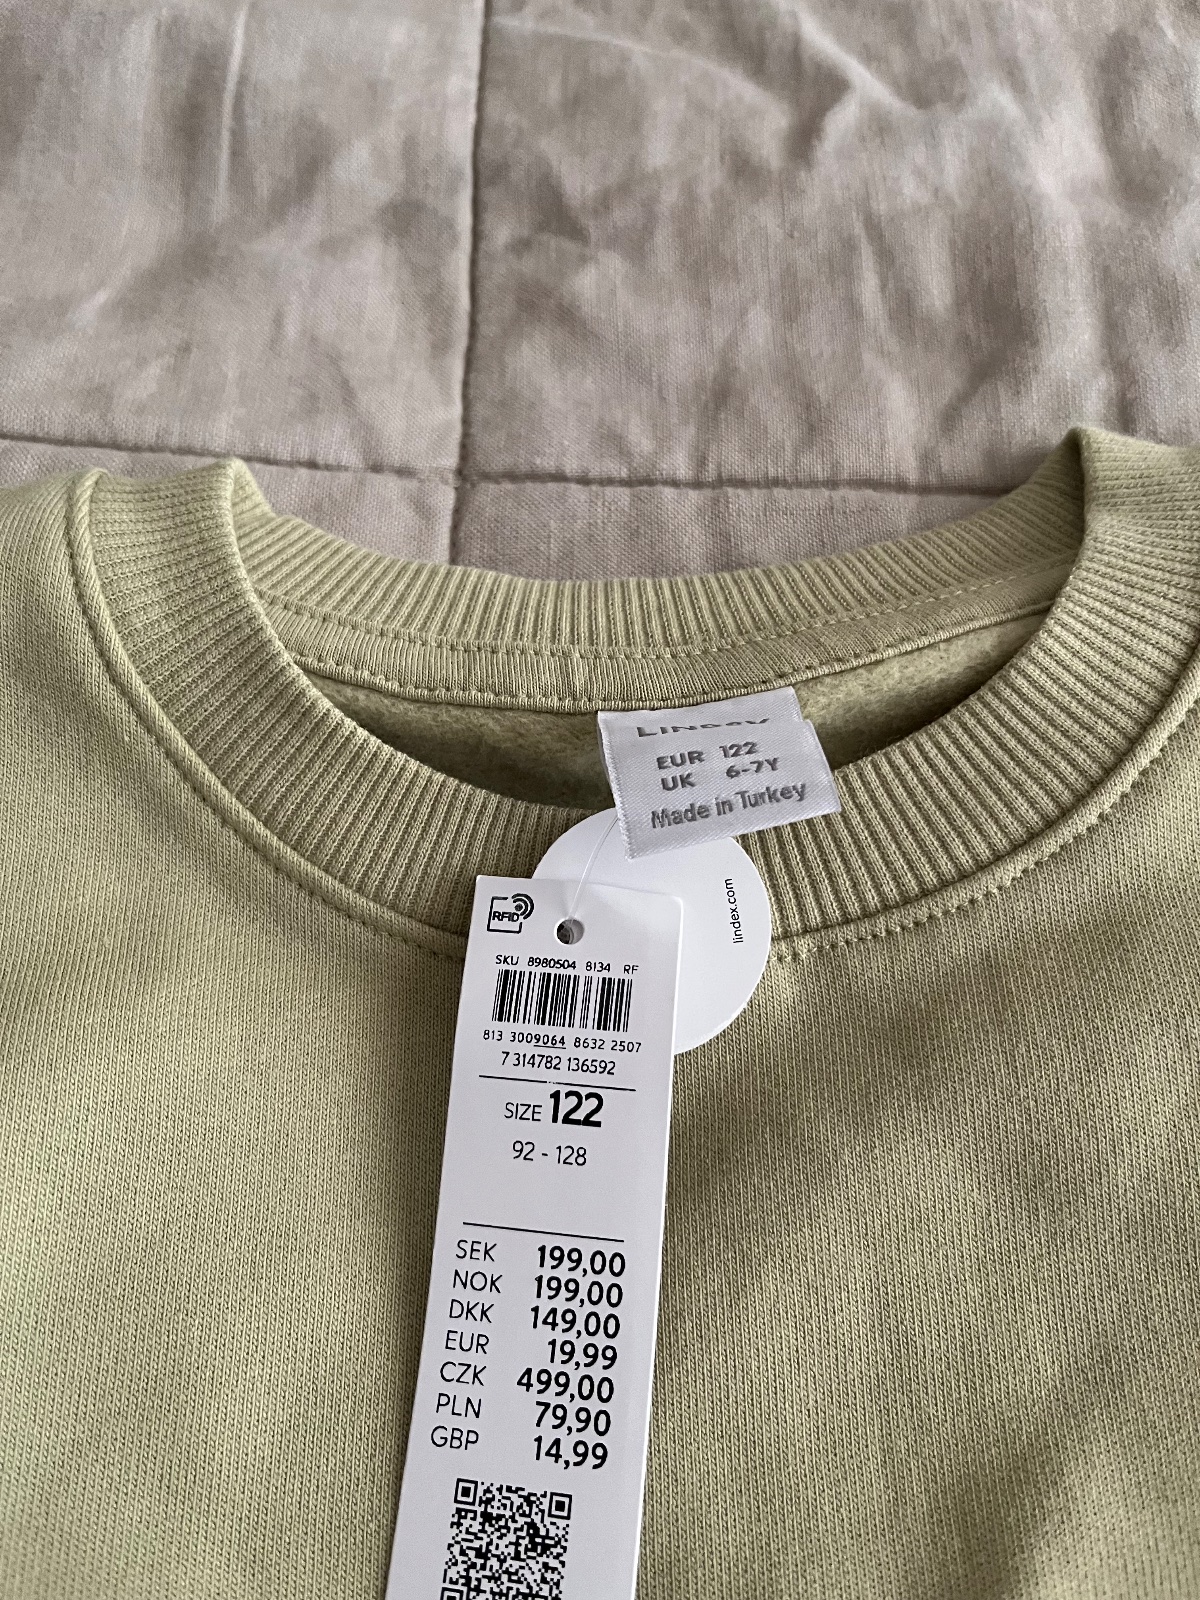 Lindex
EUR 122
UK 6-7Y
Made in Turkey
lindex.com
RFID
SKU 8980504 8134 RF
813 3009064 8632 2507
7 314782 136592
SIZE 122
92 - 128
SEK 199,00
NOK 199,00
DKK 149,00
EUR 19,99
CZK 499,00
PLN 79,90
GBP 14,99